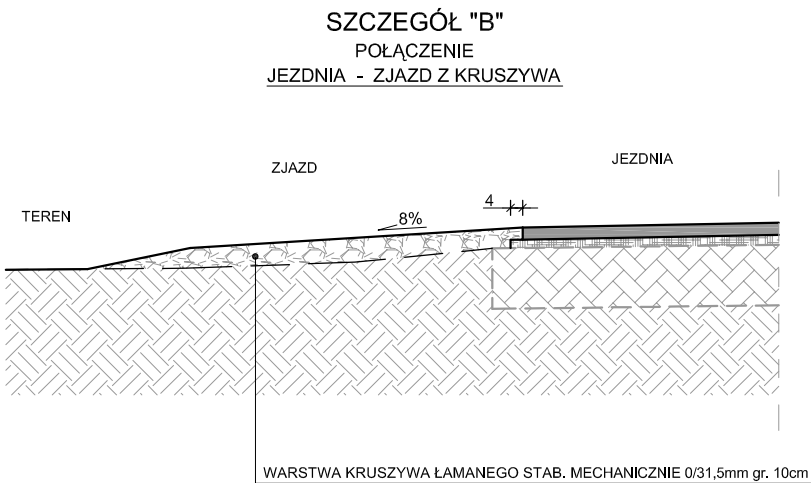 SZCZEGÓŁ "B"
POŁĄCZENIE
JEZDNIA - ZJAZD Z KRUSZYWA
ZJAZD
JEZDNIA
TEREN
4
8%
WARSTWA KRUSZYWA ŁAMANEGO STAB. MECHANICZNIE 0/31,5mm gr. 10cm